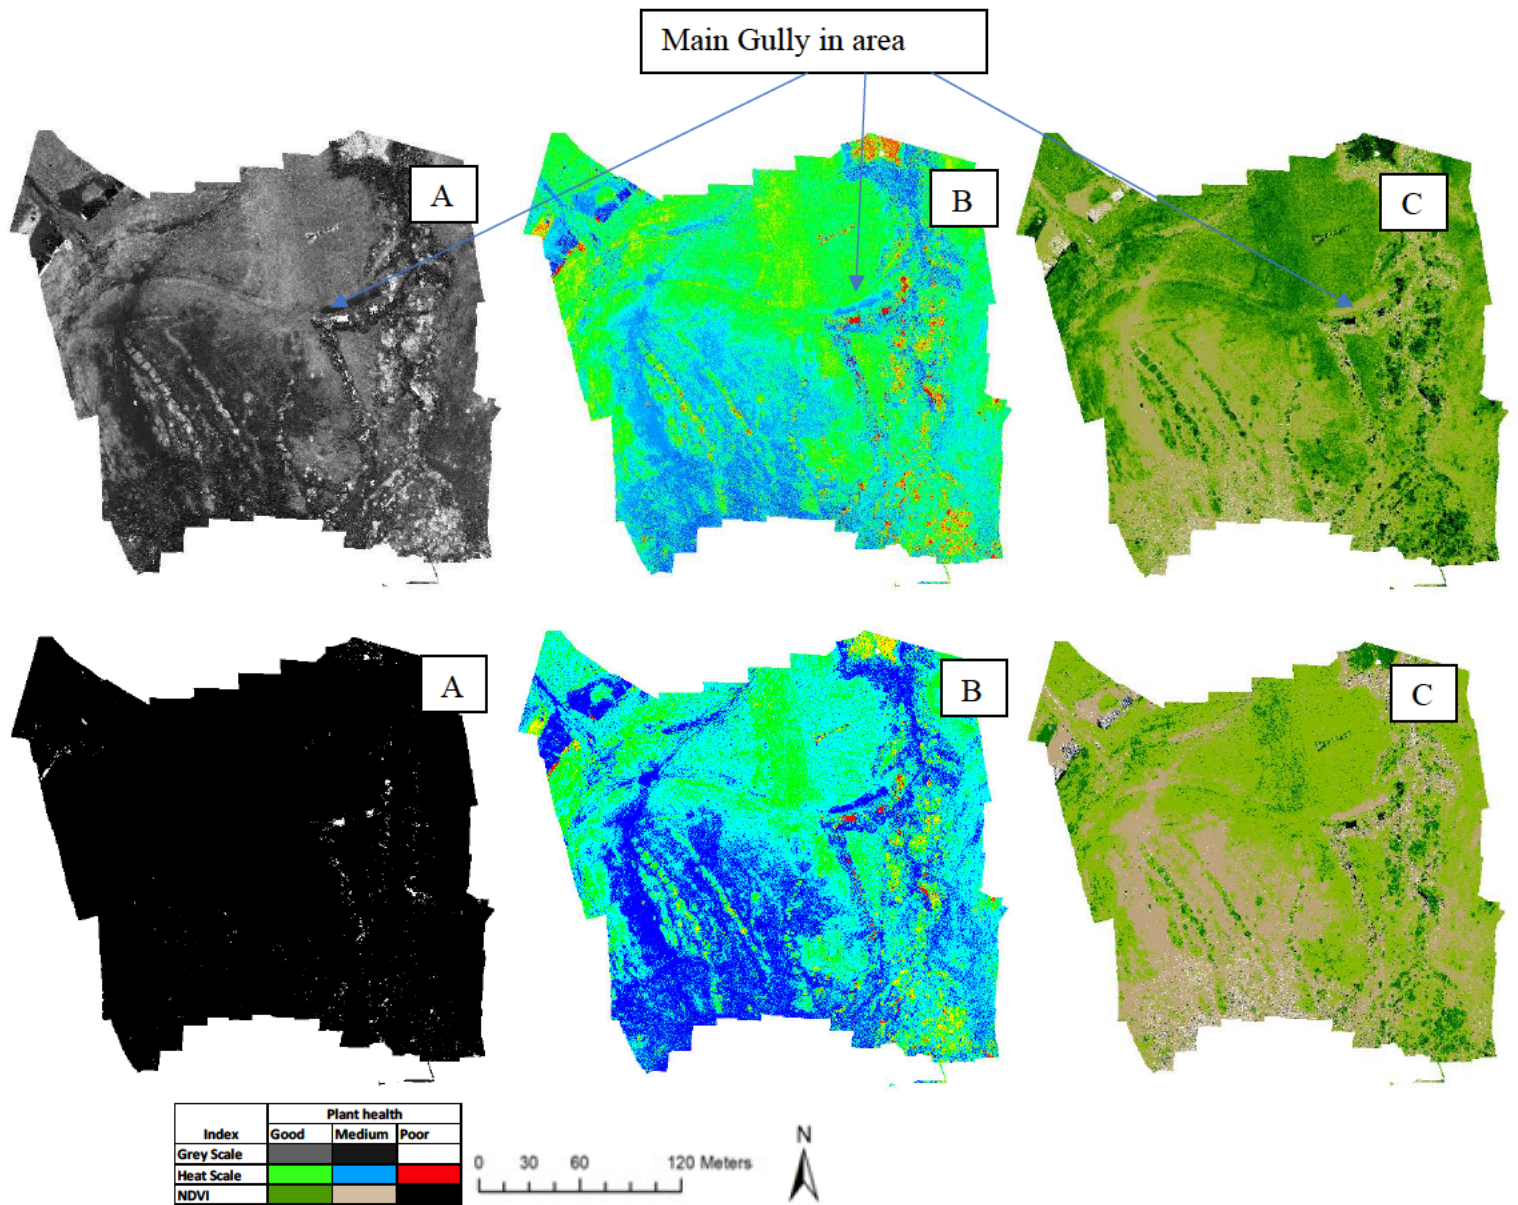 Main Gully in area
A
B
C
A
B
C
Plant health
Index Good Medium Poor
Grey Scale
Heat Scale
NDVI
0 30 60 120 Meters
N